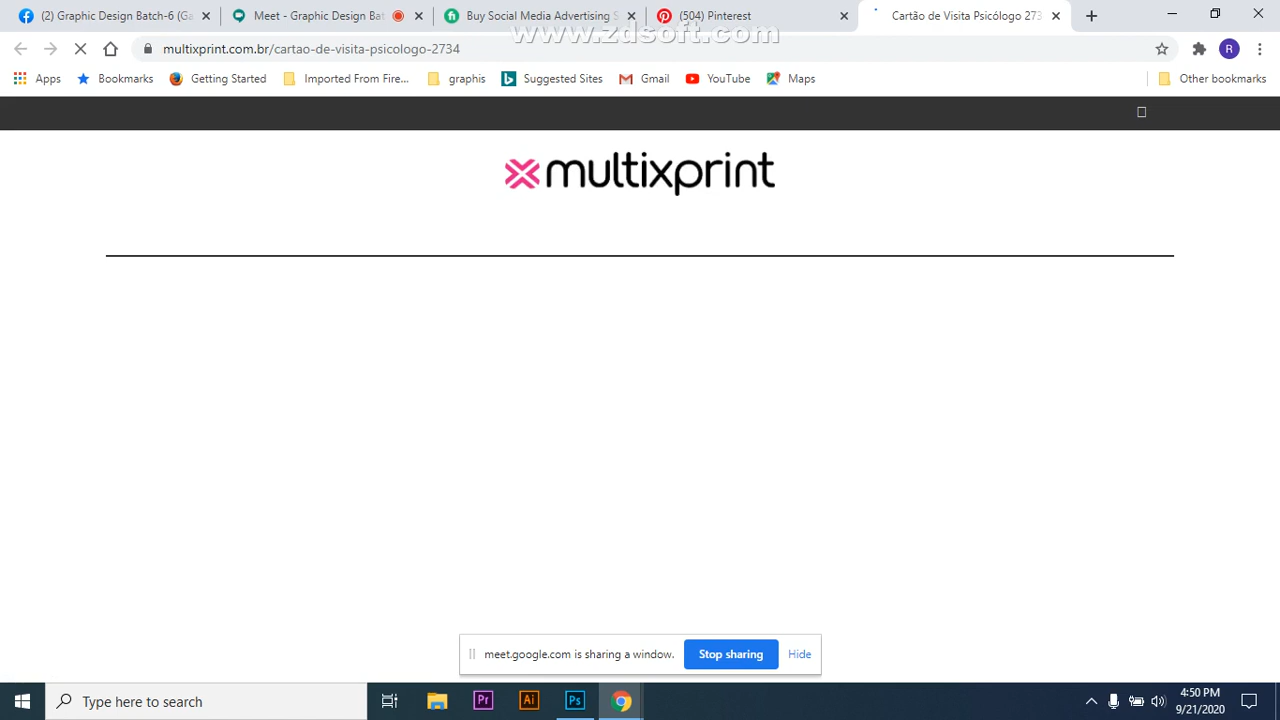 (2) Graphic Design Batch-6 (Ga
Meet - Graphic Design Bat
Buy Social Media Advertising S
(504) Pinterest
Cartão de Visita Psicólogo 273
www.zdsoft.com
multixprint.com.br/cartao-de-visita-psicologo-2734
R
Apps
Bookmarks
Getting Started
Imported From Fire...
graphis
Suggested Sites
Gmail
YouTube
Maps
Other bookmarks
multixprint
meet.google.com is sharing a window.
Stop sharing
Hide
Type here to search
Pr
Ai
Ps
4:50 PM
9/21/2020